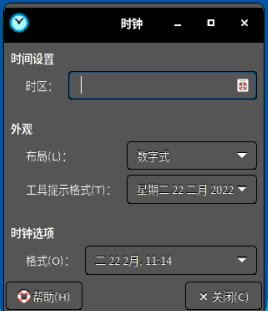 时钟
时间设置
时区：
外观
布局(L)： 数字式
工具提示格式(T)： 星期二 22 二月 2022
时钟选项
格式(O)： 二 22 2月, 11:14
帮助(H) 关闭(C)